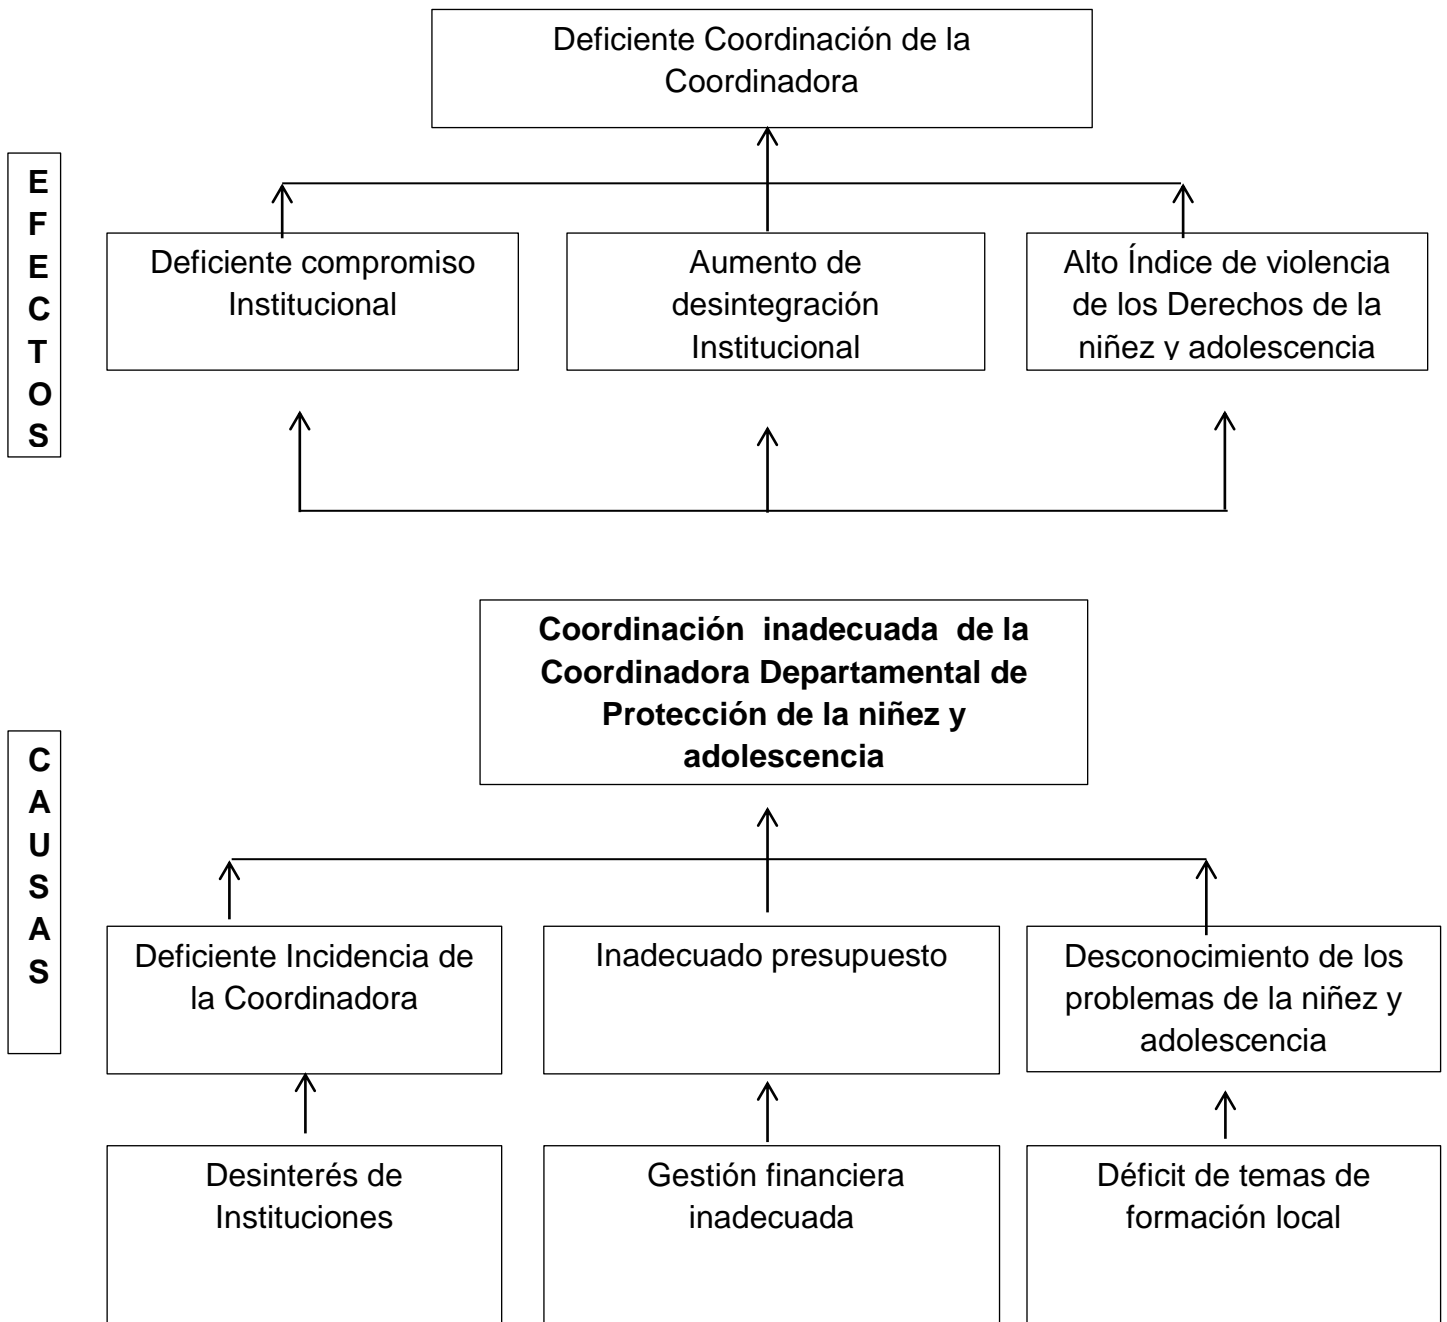 Deficiente Coordinación de la
Coordinadora
E
F
E
C
T
O
S
Deficiente compromiso
Institucional
Aumento de
desintegración
Institucional
Alto Índice de violencia
de los Derechos de la
niñez y adolescencia
Coordinación inadecuada de la
Coordinadora Departamental de
Protección de la niñez y
adolescencia
C
A
U
S
A
S
Deficiente Incidencia de
la Coordinadora
Inadecuado presupuesto
Desconocimiento de los
problemas de la niñez y
adolescencia
Desinterés de
Instituciones
Gestión financiera
inadecuada
Déficit de temas de
formación local